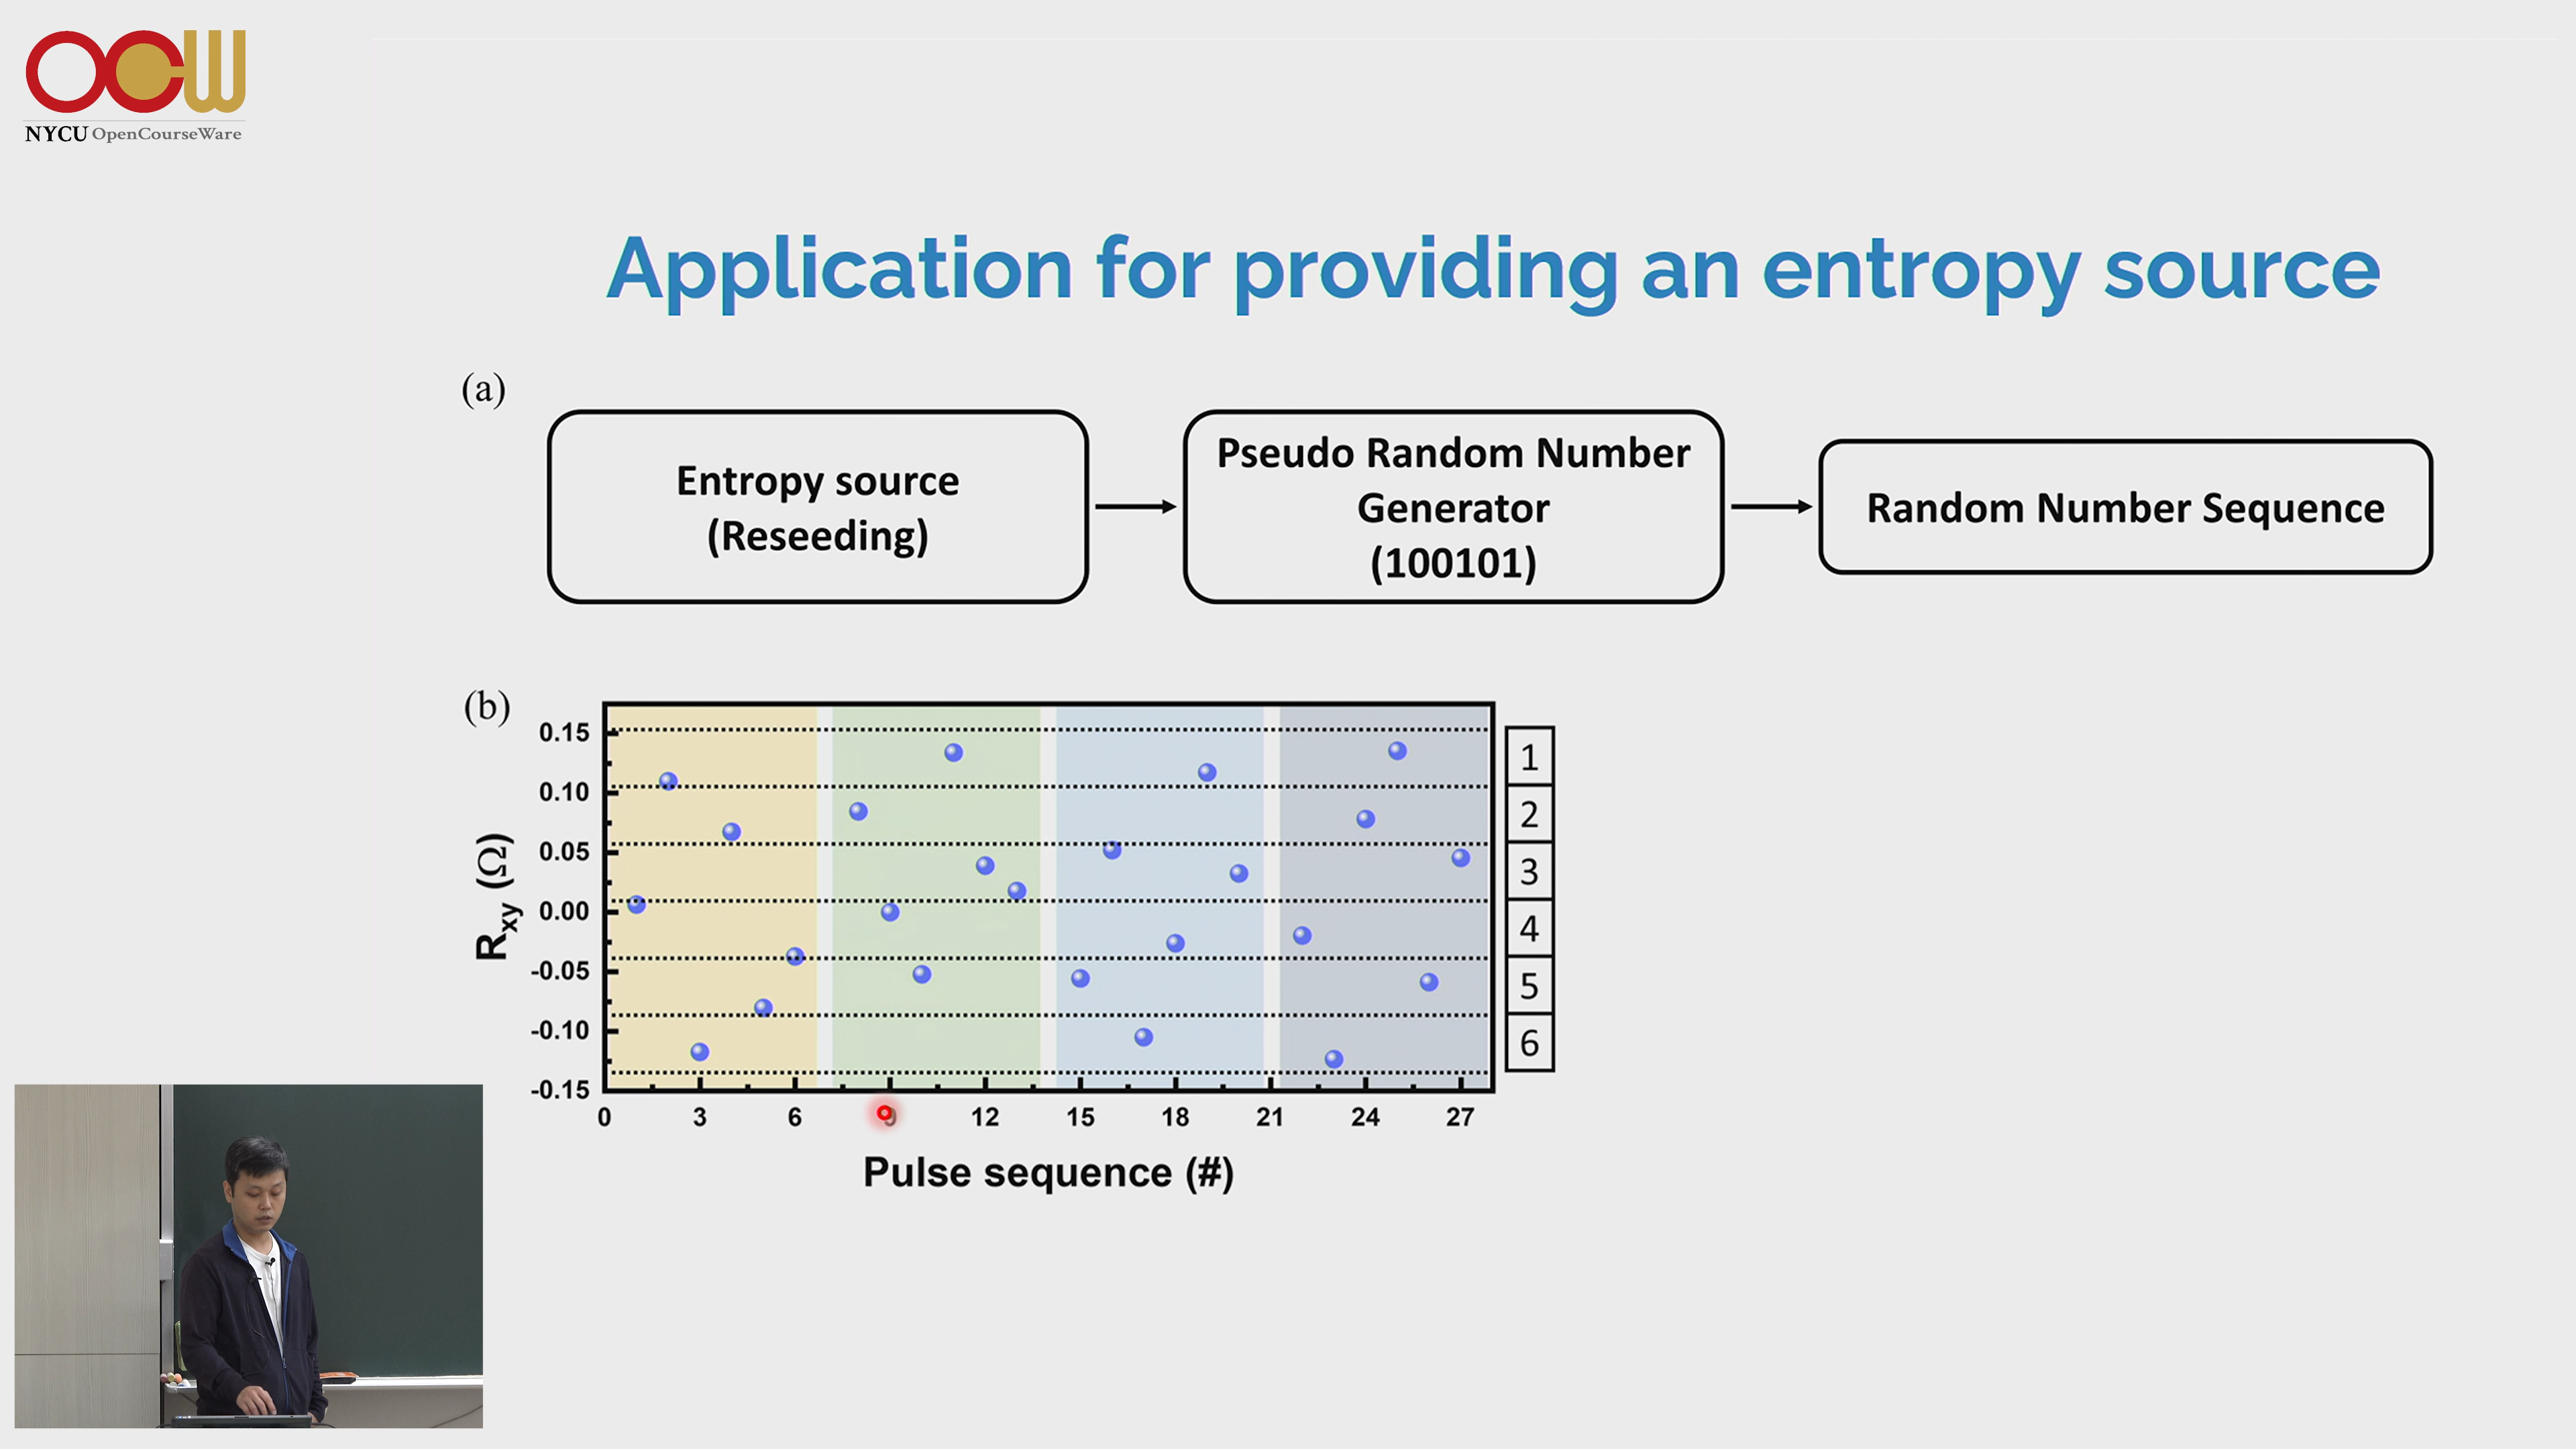 OCW
NYCU OpenCourseWare
Application for providing an entropy source
(a)
Entropy source
(Reseeding)
Pseudo Random Number
Generator
(100101)
Random Number Sequence
(b)
0.15
0.10
0.05
0.00
-0.05
-0.10
-0.15
Rxy (Ω)
1
2
3
4
5
6
0 3 6 9 12 15 18 21 24 27
Pulse sequence (#)